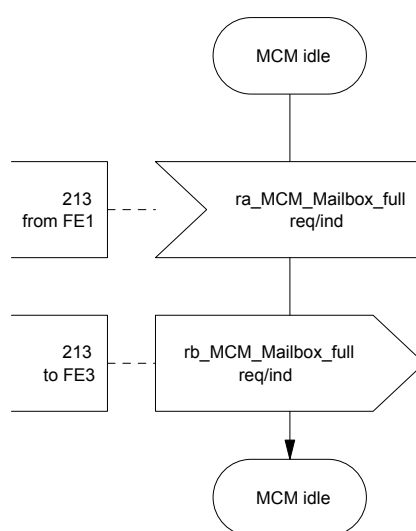 MCM idle
213
from FE1
ra_MCM_Mailbox_full
req/ind
213
to FE3
rb_MCM_Mailbox_full
req/ind
MCM idle